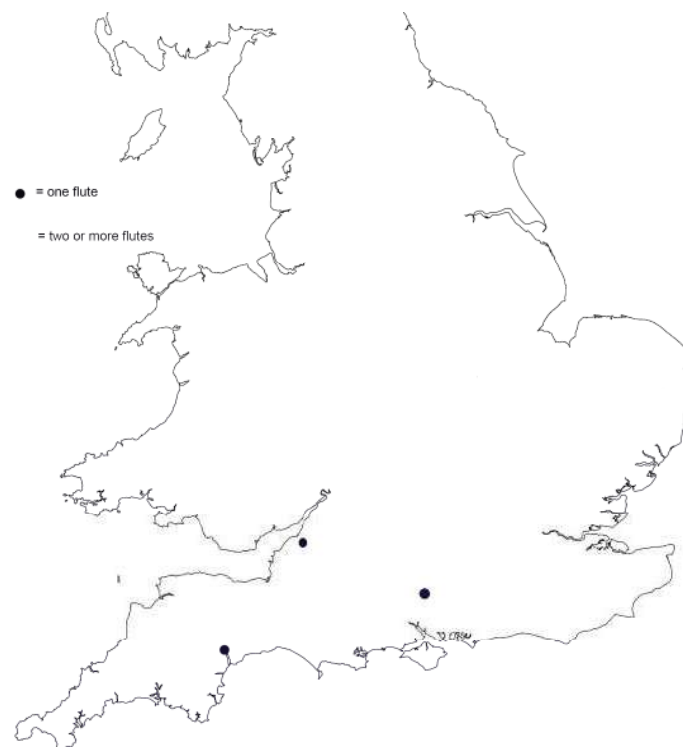 = one flute
= two or more flutes